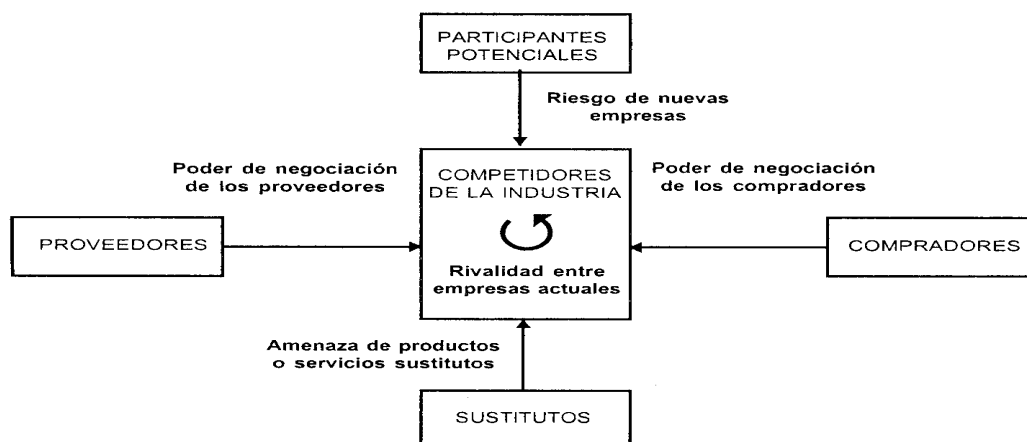 PARTICIPANTES
POTENCIALES
Riesgo de nuevas
empresas
Poder de negociación
de los proveedores
COMPETIDORES
DE LA INDUSTRIA
Poder de negociación
de los compradores
PROVEEDORES
COMPRADORES
Rivalidad entre
empresas actuales
Amenaza de productos
o servicios sustitutos
SUSTITUTOS